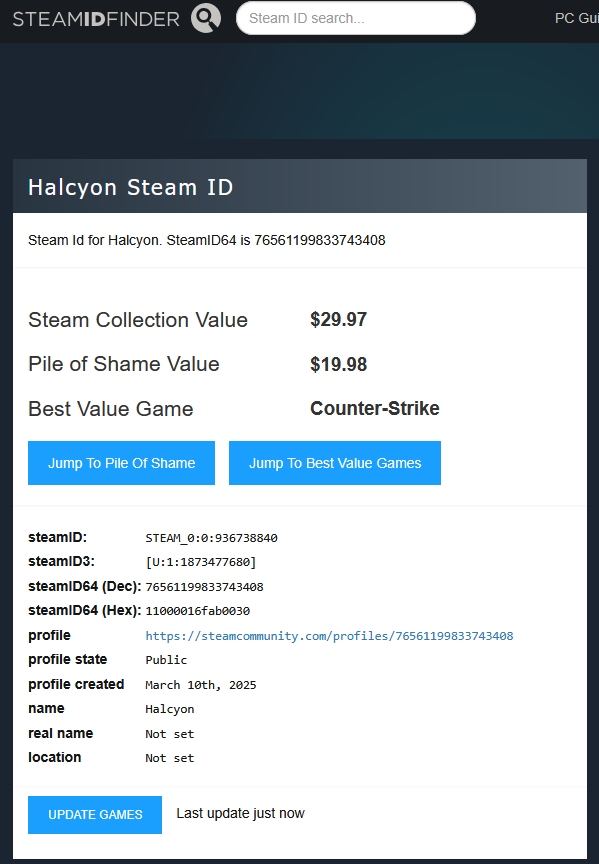 STEAMIDFINDER
Steam ID search...
PC Gui
Halcyon Steam ID
Steam Id for Halcyon. SteamID64 is 76561199833743408
Steam Collection Value $29.97
Pile of Shame Value $19.98
Best Value Game Counter-Strike
Jump To Pile Of Shame Jump To Best Value Games
steamID: STEAM_0:0:936738840
steamID3: [U:1:1873477680]
steamID64 (Dec): 76561199833743408
steamID64 (Hex): 11000016fab0030
profile https://steamcommunity.com/profiles/76561199833743408
profile state Public
profile created March 10th, 2025
name Halcyon
real name Not set
location Not set
UPDATE GAMES Last update just now